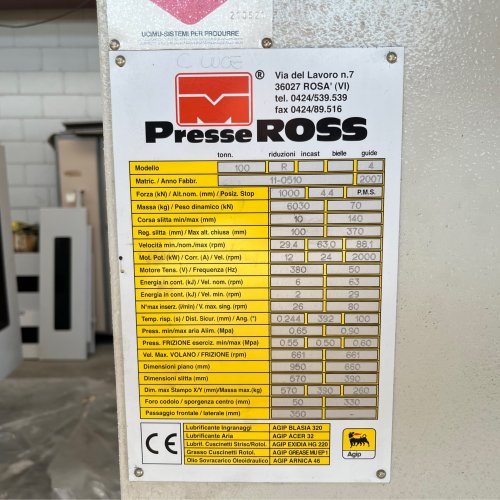 UCIMU-SISTEMI PER PRODURRE
C UGE
®
Via del Lavoro n.7
36027 ROSA' (VI)
tel. 0424/539.539
fax 0424/89.516
Presse ROSS
tonn. riduzioni incast bielle guide
Modello 100 R 4
Matric. / Anno Fabbr. 11-0510 2007
Forza (kN) / Alt.nom. (mm) / Posiz. Stop 1000 4.4 P.M.S.
Massa (kg) / Peso dinamico (kN) 6030 70
Corsa slitta min/max (mm) 10 140
Reg. slitta (mm) / Max alt. chiusa (mm) 100 370
Velocità min./nom./max (rpm) 29.4 63.0 88.1
Mot. Pot. (kW) / Corr. (A) / Vel. (rpm) 12 24 2000
Motore Tens. (V) / Frequenza (Hz) 380 50
Energia in cont. (kJ) / Vel. nom. (rpm) 6 63
Energia in cont. (kJ) / Vel. min. (rpm) 2 29
N°max inserz. (i/min) / V. max sing. (rpm) 26 80
Temp. risp. (s) / Dist. Sicur. (mm) / Ang. (°) 0.244 392 100
Press. min/max aria Alim. (Mpa) 0.65 0.90
Press. FRIZIONE eserciz. min/max (Mpa) 0.55 0.50 0.60
Vel. Max. VOLANO / FRIZIONE (rpm) 661 661
Dimensioni piano (mm) 950 660
Dimensioni slitta (mm) 570 390
Dim. max Stampo X/Y (mm)/Massa max.(kg) 570 390 260
Foro codolo / sporgenza centro (mm) 50 330
Passaggio frontale / laterale (mm) 350 -
CE
Lubrificante Ingranaggi AGIP BLASIA 320
Lubrificante Aria AGIP ACER 32
Lubrif. Cuscinetti Strisc/Rotol. AGIP EXIDIA HG 220
Grasso Cuscinetti Rotol. AGIP GREASE MU EP1
Olio Sovracarico Oleoidraulico AGIP ARNICA 46
Agip